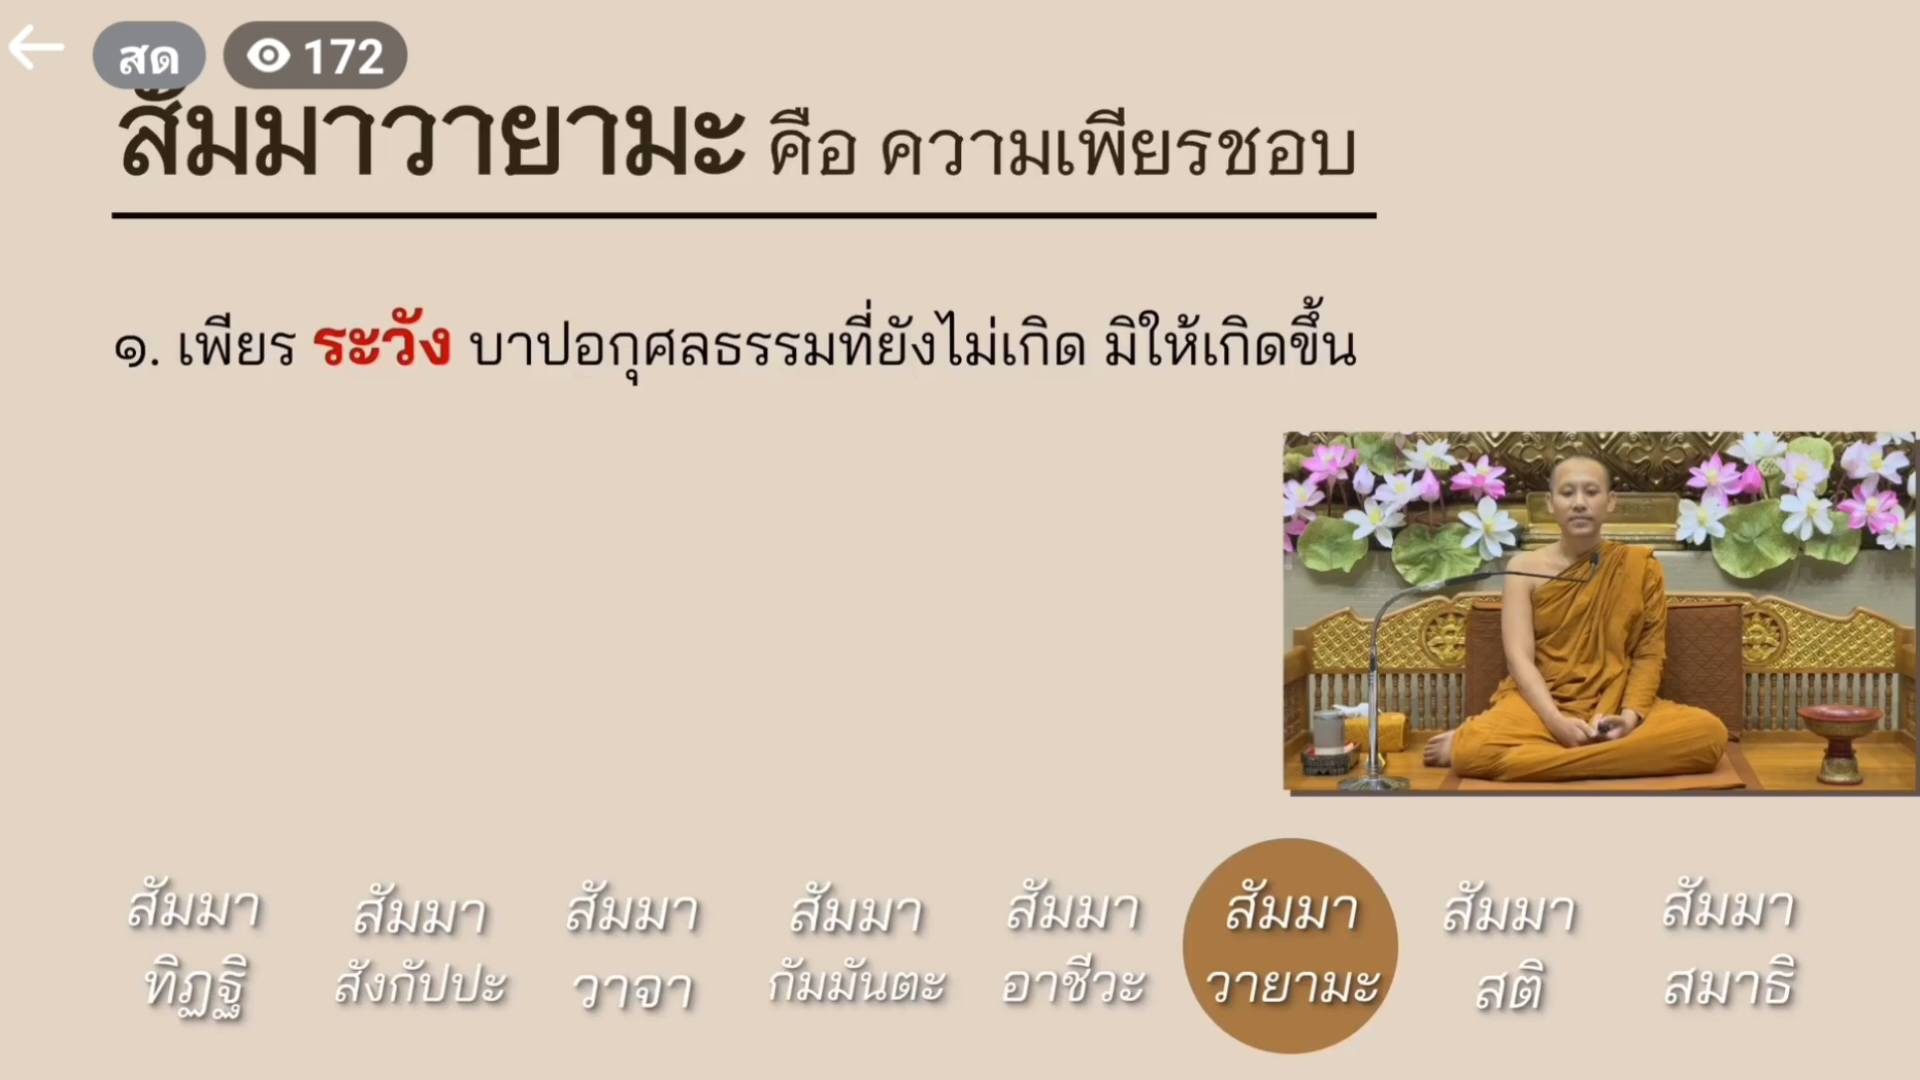 สด 172
สัมมาวายามะ คือ ความเพียรชอบ
๑. เพียร ระวัง บาปอกุศลธรรมที่ยังไม่เกิด มิให้เกิดขึ้น
สัมมา
ทิฏฐิ
สัมมา
สังกัปปะ
สัมมา
วาจา
สัมมา
กัมมันตะ
สัมมา
อาชีวะ
สัมมา
วายามะ
สัมมา
สติ
สัมมา
สมาธิ